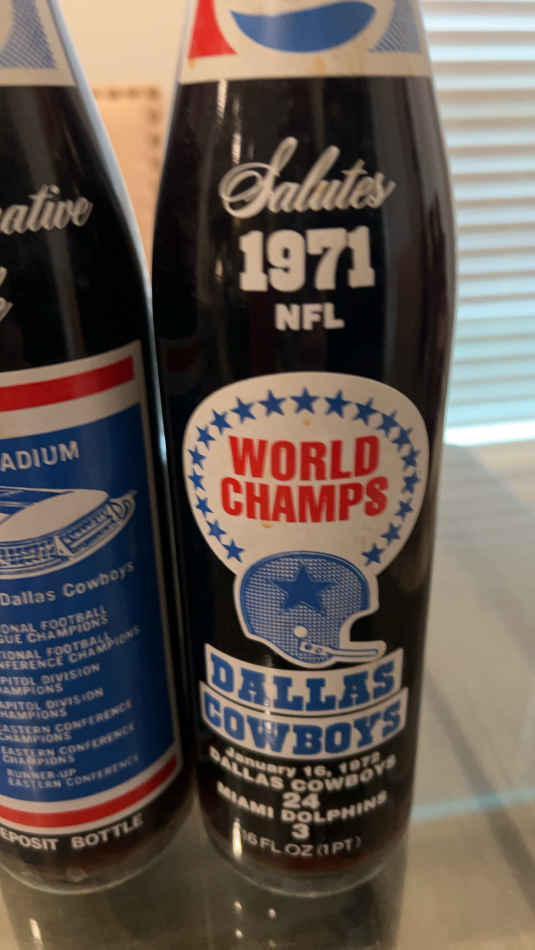 Salutes
1971
NFL
WORLD
CHAMPS
DALLAS
COWBOYS
January 16, 1972
DALLAS COWBOYS
24
MIAMI DOLPHINS
3
16 FL OZ (1 PT)
ative
ADIUM
Dallas Cowboys
ONAL FOOTBALL
GUE CHAMPIONS
TIONAL FOOTBALL
NFERENCE CHAMPIONS
PITOL DIVISION
AMPIONS
APITOL DIVISION
HAMPIONS
EASTERN CONFERENCE
CHAMPIONS
EASTERN CONFERENCE
CHAMPIONS
RUNNER-UP
EASTERN CONFERENCE
EPOSIT BOTTLE